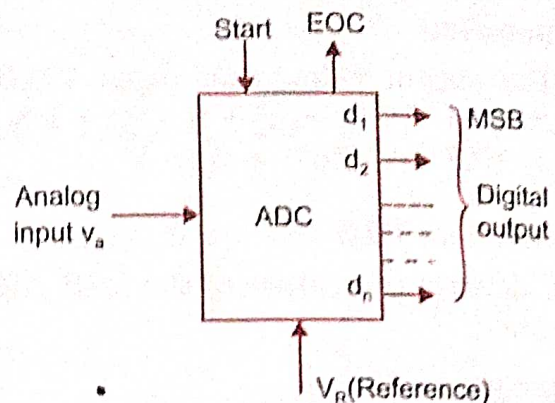 Start
EOC
d1
MSB
d2
Analog
input va
ADC
Digital
output
dn
VR(Reference)